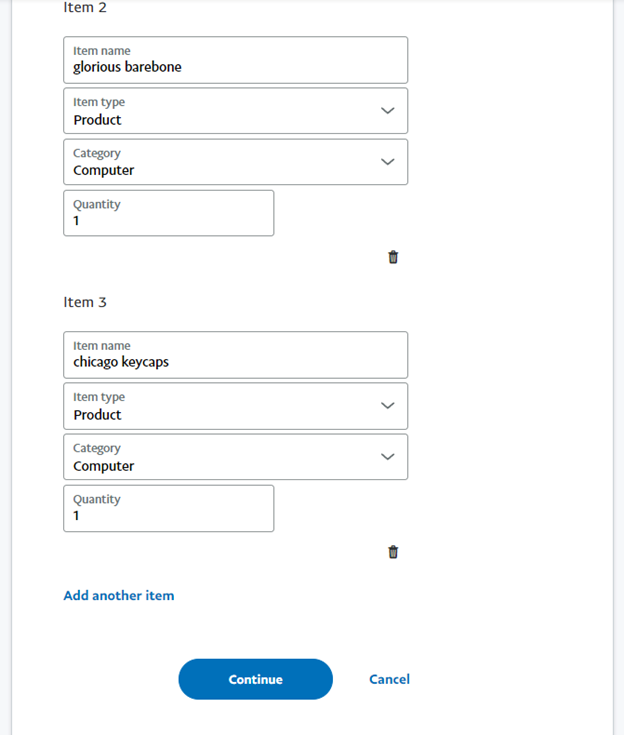 Item 2
Item name
glorious barebone
Item type
Product
Category
Computer
Quantity
1
Item 3
Item name
chicago keycaps
Item type
Product
Category
Computer
Quantity
1
Add another item
Continue
Cancel